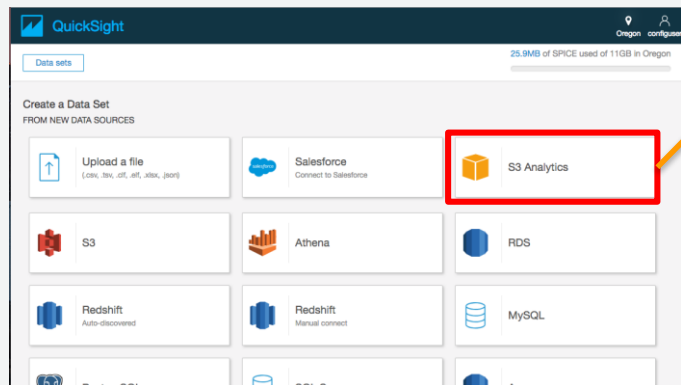 QuickSight
Oregon configuser
Data sets
25.9MB of SPICE used of 11GB in Oregon
Create a Data Set
FROM NEW DATA SOURCES
Upload a file
(.csv, .tsv, .clf, .elf, .xlsx, .json)
salesforce
Salesforce
Connect to Salesforce
S3 Analytics
S3
Athena
RDS
Redshift
Auto-discovered
Redshift
Manual connect
MySQL